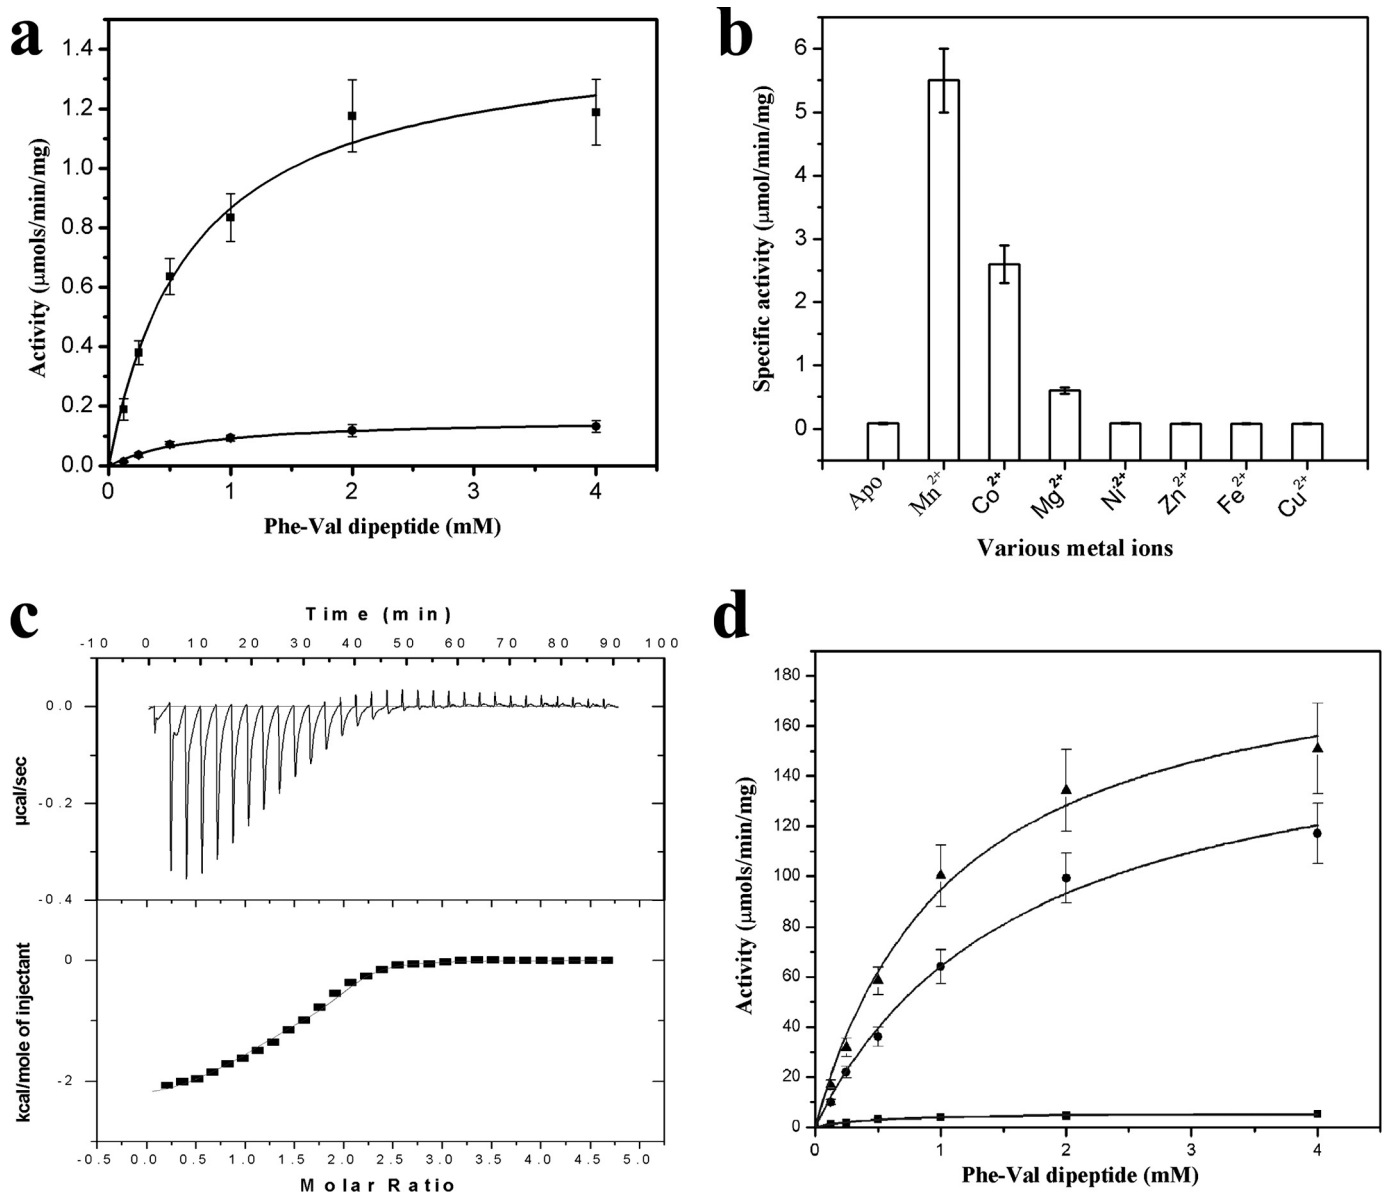 a
1.4
1.2
1.0
0.8
0.6
0.4
0.2
0.0
0 1 2 3 4
Activity (μmols/min/mg)
Phe-Val dipeptide (mM)
b
6
5
4
3
2
1
0
Specific activity (μmol/min/mg)
Apo Mn²⁺ Co²⁺ Mg²⁺ Ni²⁺ Zn²⁺ Fe²⁺ Cu²⁺
Various metal ions
c
Time (min)
-10 0 10 20 30 40 50 60 70 80 90 100
0.0
-0.2
-0.4
μcal/sec
0
-2
kcal/mole of injectant
-0.5 0.0 0.5 1.0 1.5 2.0 2.5 3.0 3.5 4.0 4.5 5.0
Molar Ratio
d
180
160
140
120
100
80
60
40
20
0
0 1 2 3 4
Activity (μmols/min/mg)
Phe-Val dipeptide (mM)